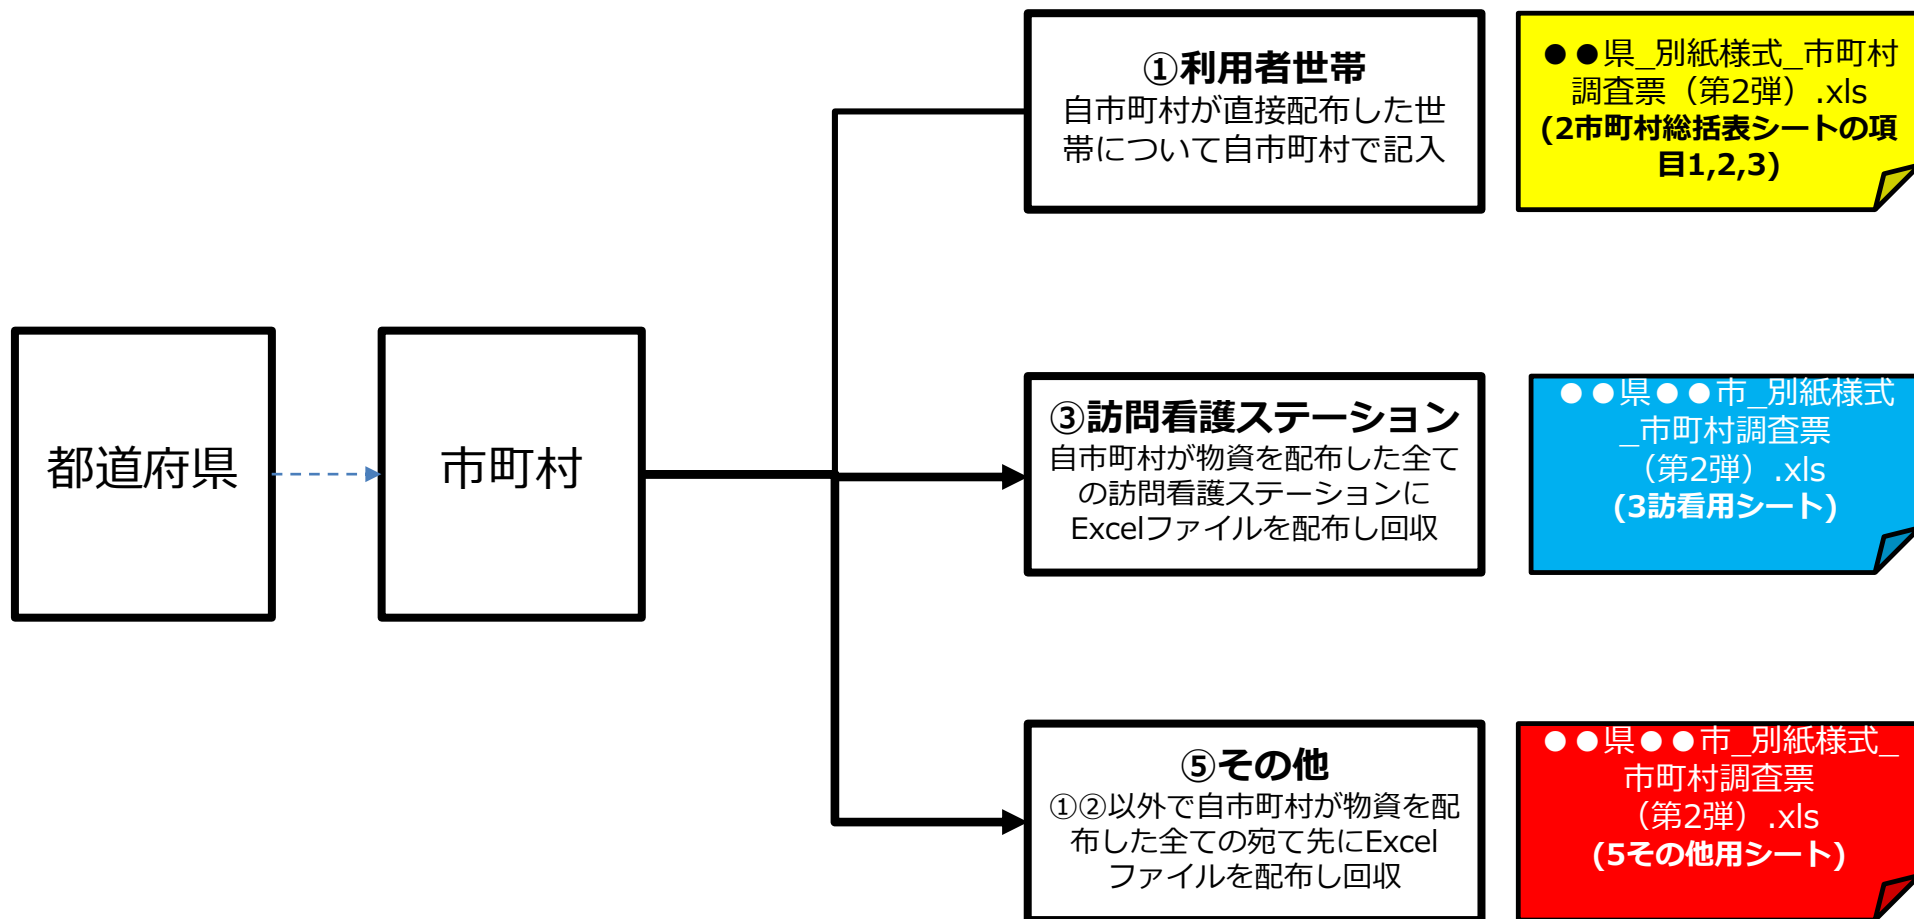 都道府県
市町村
①利用者世帯
自市町村が直接配布した世
帯について自市町村で記入
●●県_別紙様式_市町村
調査票（第2弾）.xls
(2市町村総括表シートの項
目1,2,3)
③訪問看護ステーション
自市町村が物資を配布した全て
の訪問看護ステーションに
Excelファイルを配布し回収
●●県●●市_別紙様式
_市町村調査票
（第2弾）.xls
(3訪看用シート)
⑤その他
①②以外で自市町村が物資を配
布した全ての宛て先にExcel
ファイルを配布し回収
●●県●●市_別紙様式_
市町村調査票
（第2弾）.xls
(5その他用シート)